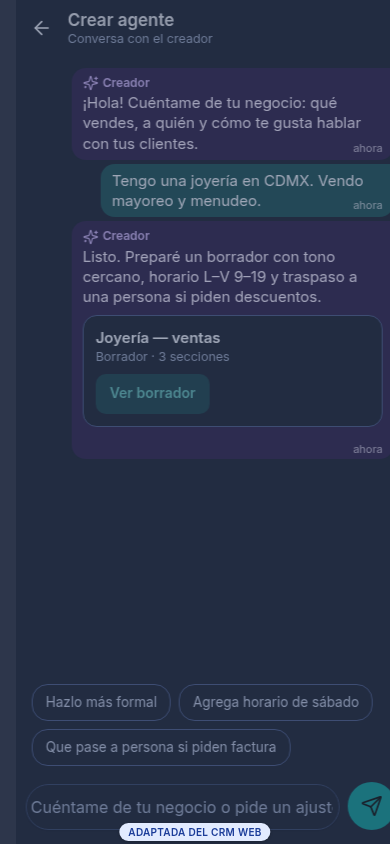 Crear agente
Conversa con el creador
Creador
¡Hola! Cuéntame de tu negocio: qué
vendes, a quién y cómo te gusta hablar
con tus clientes.
ahora
Tengo una joyería en CDMX. Vendo
mayoreo y menudeo.
ahora
Creador
Listo. Preparé un borrador con tono
cercano, horario L–V 9–19 y traspaso a
una persona si piden descuentos.
Joyería — ventas
Borrador · 3 secciones
Ver borrador
ahora
Hazlo más formal
Agrega horario de sábado
Que pase a persona si piden factura
Cuéntame de tu negocio o pide un ajust
ADAPTADA DEL CRM WEB